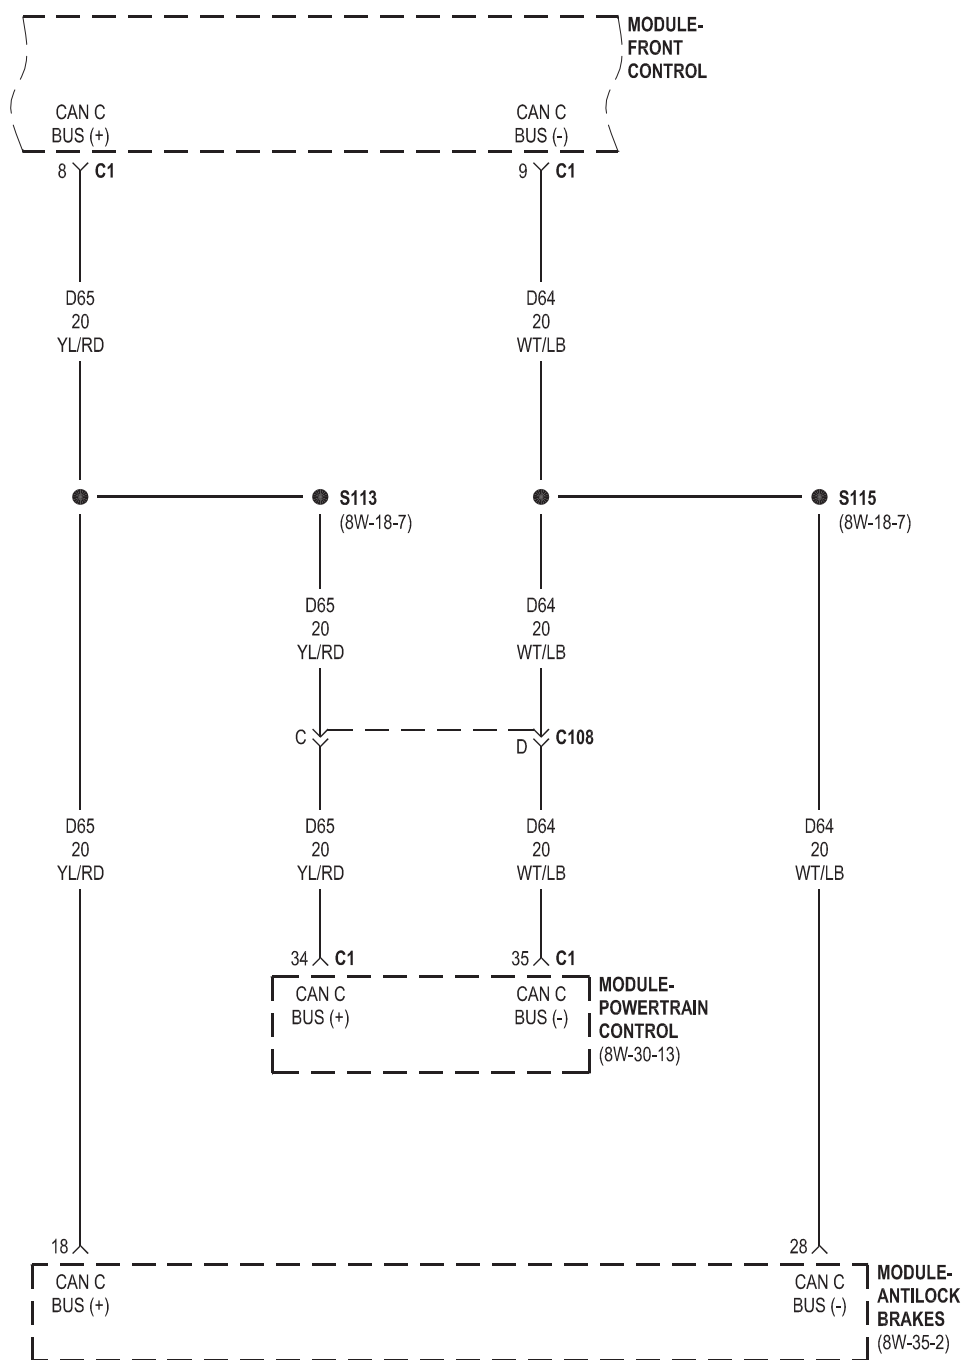 MODULE-
FRONT
CONTROL
CAN C
BUS (+)
CAN C
BUS (-)
8 C1
9 C1
D65
20
YL/RD
D64
20
WT/LB
S113
(8W-18-7)
S115
(8W-18-7)
D65
20
YL/RD
D64
20
WT/LB
C
D
C108
D65
20
YL/RD
D65
20
YL/RD
D64
20
WT/LB
D64
20
WT/LB
34 C1
35 C1
CAN C
BUS (+)
CAN C
BUS (-)
MODULE-
POWERTRAIN
CONTROL
(8W-30-13)
18
28
CAN C
BUS (+)
CAN C
BUS (-)
MODULE-
ANTILOCK
BRAKES
(8W-35-2)